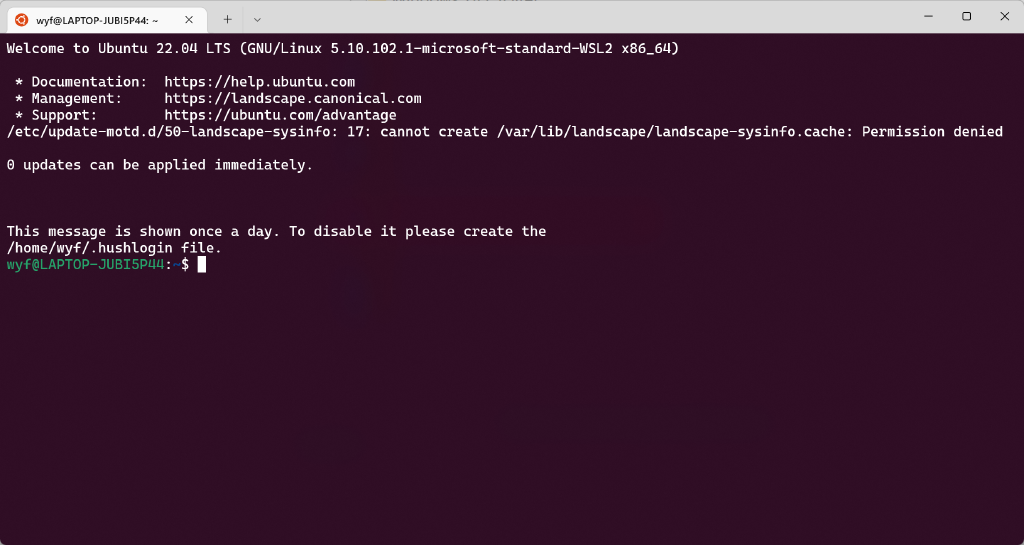 wyf@LAPTOP-JUBI5P44: ~
Welcome to Ubuntu 22.04 LTS (GNU/Linux 5.10.102.1-microsoft-standard-WSL2 x86_64)
* Documentation:  https://help.ubuntu.com
* Management:     https://landscape.canonical.com
* Support:        https://ubuntu.com/advantage
/etc/update-motd.d/50-landscape-sysinfo: 17: cannot create /var/lib/landscape/landscape-sysinfo.cache: Permission denied
0 updates can be applied immediately.
This message is shown once a day. To disable it please create the
/home/wyf/.hushlogin file.
wyf@LAPTOP-JUBI5P44:~$